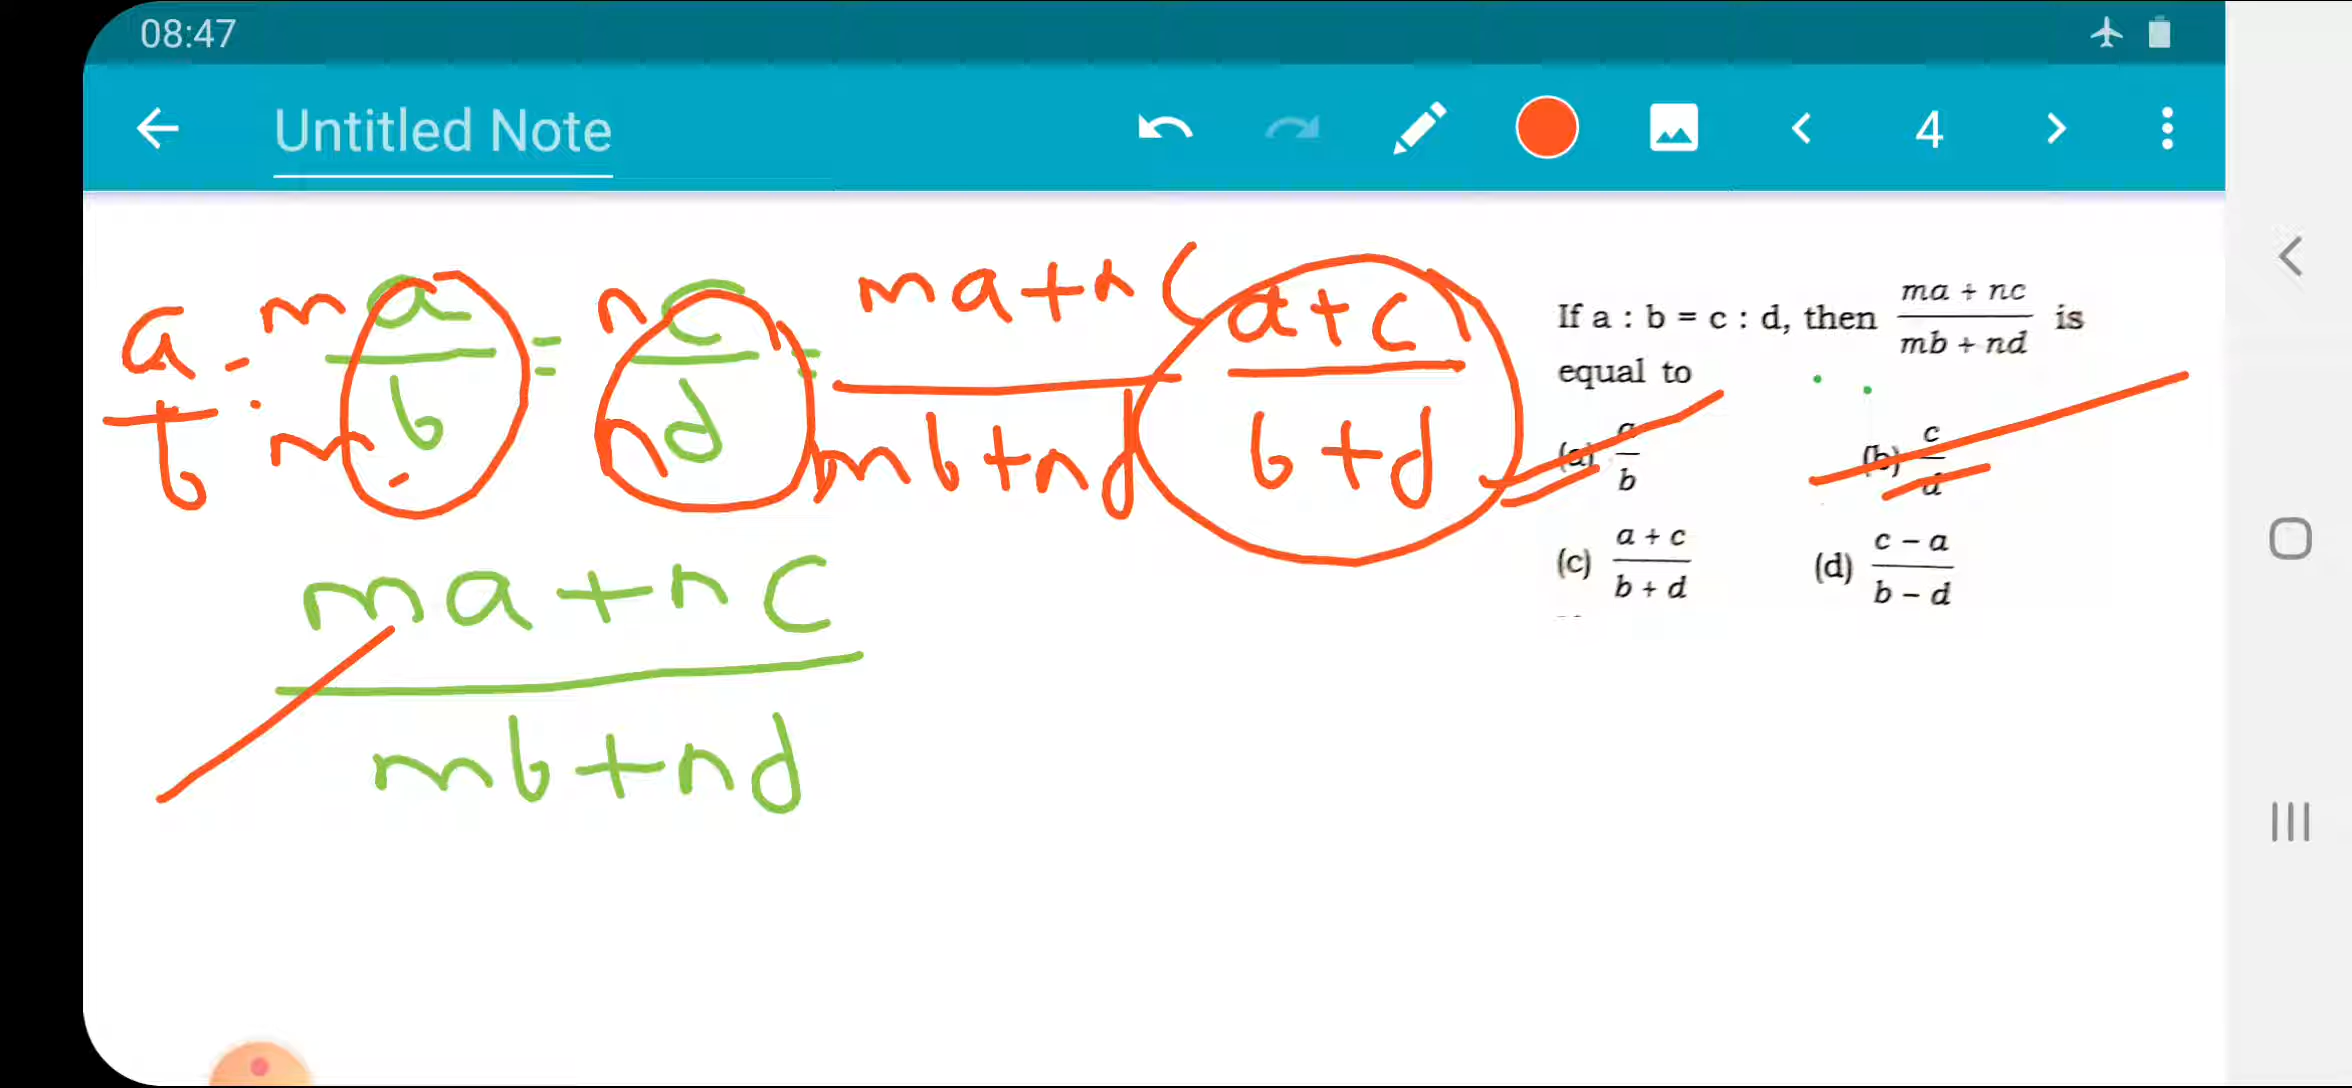 08:47
Untitled Note
4
a/b = ma/mb = nc/nd = ma+nc/mb+nd a+c/b+d
ma+nc
mb+nd
If a : b = c : d, then ma + nc/mb + nd is
equal to
(a) a/b (b) c/d
(c) a + c/b + d (d) c − a/b − d